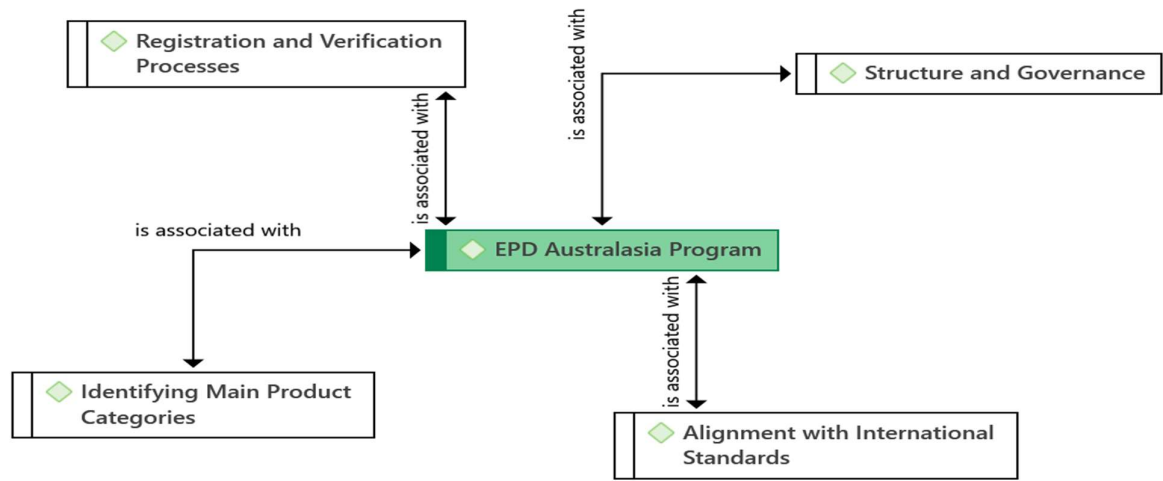 Registration and Verification
Processes
is associated with
Structure and Governance
is associated with
is associated with
EPD Australasia Program
is associated with
Identifying Main Product
Categories
Alignment with International
Standards